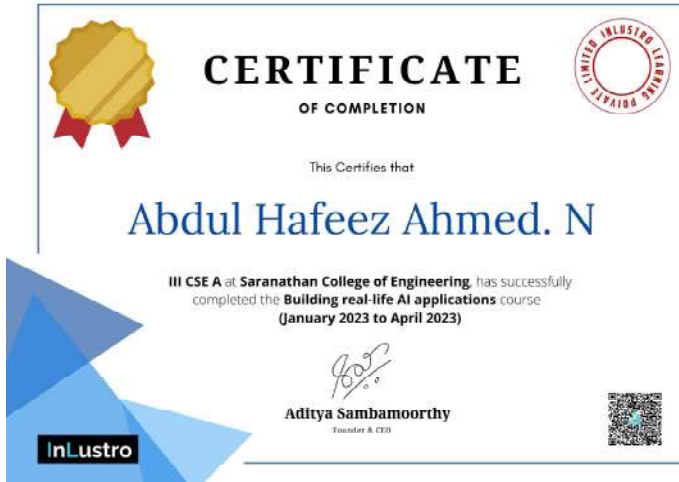 CERTIFICATE
OF COMPLETION
INLUSTRO LEARNING PRIVATE LIMITED
This Certifies that
Abdul Hafeez Ahmed. N
III CSE A at Saranathan College of Engineering, has successfully
completed the Building real-life AI applications course
(January 2023 to April 2023)
Aditya Sambamoorthy
Founder & CEO
InLustro